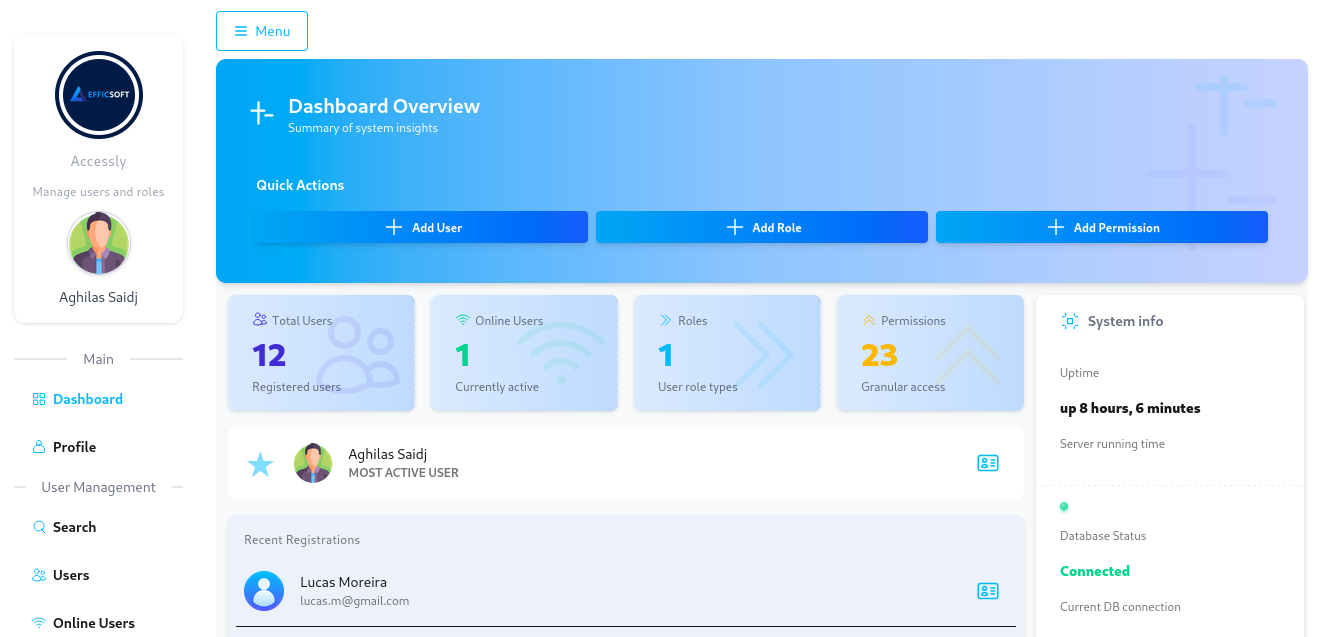 EFFICSOFT
Accessly
Manage users and roles
Aghilas Saidj
Main
Dashboard
Profile
User Management
Search
Users
Online Users
Menu
Dashboard Overview
Summary of system insights
Quick Actions
Add User
Add Role
Add Permission
Total Users
12
Registered users
Online Users
1
Currently active
Roles
1
User role types
Permissions
23
Granular access
Aghilas Saidj
MOST ACTIVE USER
Recent Registrations
Lucas Moreira
lucas.m@gmail.com
System info
Uptime
up 8 hours, 6 minutes
Server running time
Database Status
Connected
Current DB connection